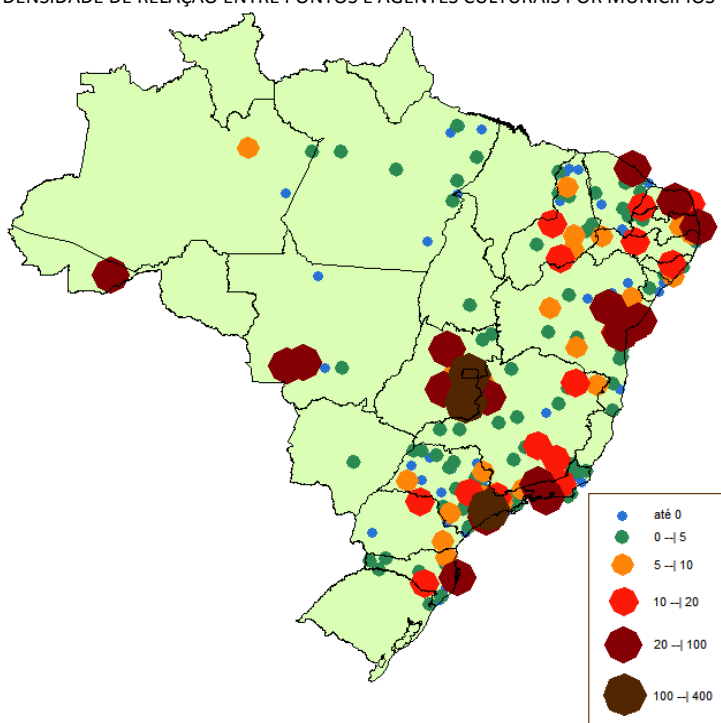 DENSIDADE DE RELAÇÃO ENTRE PONTOS E AGENTES CULTURAIS POR MUNICÍPIOS
até 0
0 --| 5
5 --| 10
10 --| 20
20 --| 100
100 --| 400